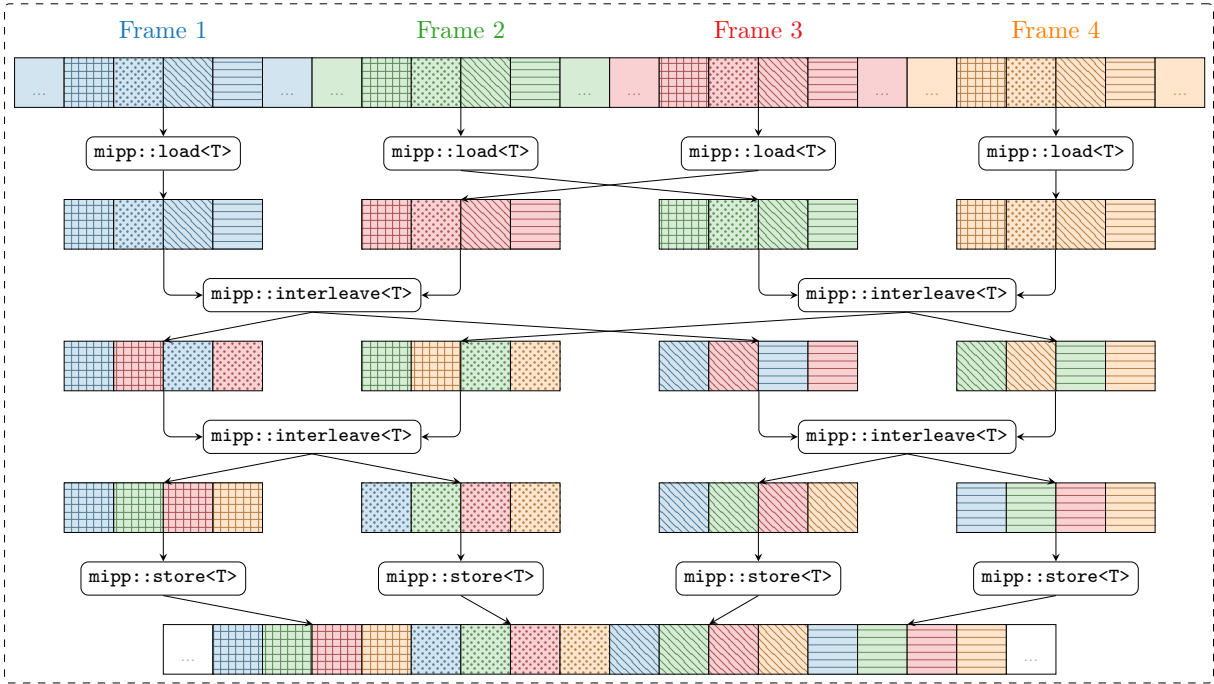 Frame 1 Frame 2 Frame 3 Frame 4
... ... ... ... ... ... ... ...
mipp::load<T> mipp::load<T> mipp::load<T> mipp::load<T>
mipp::interleave<T> mipp::interleave<T>
mipp::interleave<T> mipp::interleave<T>
mipp::store<T> mipp::store<T> mipp::store<T> mipp::store<T>
... ...